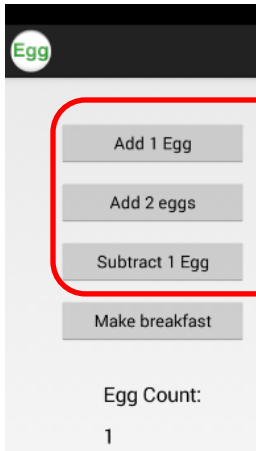 Egg
Add 1 Egg
Add 2 eggs
Subtract 1 Egg
Make breakfast
Egg Count:
1